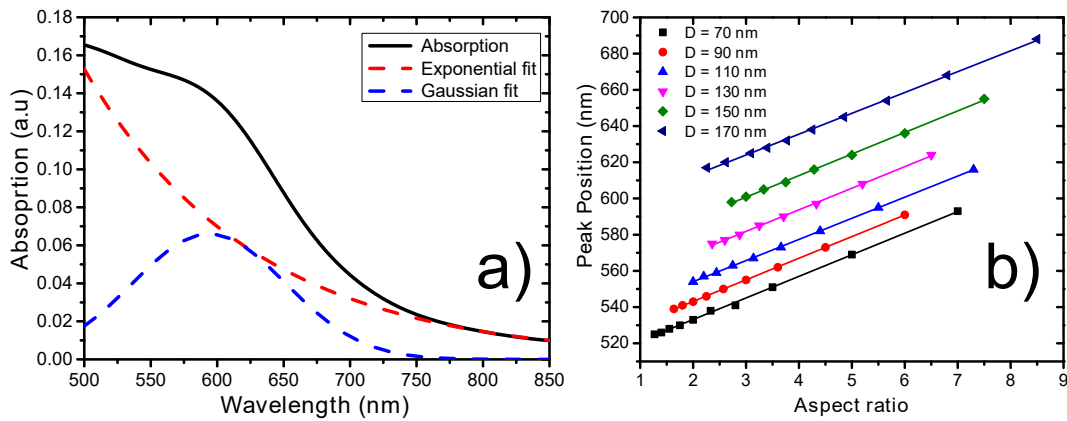 0.18
0.16
0.14
0.12
0.10
0.08
0.06
0.04
0.02
0.00
Absoprtion (a.u)
Absorption
Exponential fit
Gaussian fit
a)
500 550 600 650 700 750 800 850
Wavelength (nm)
700
680
660
640
620
600
580
560
540
520
Peak Position (nm)
D = 70 nm
D = 90 nm
D = 110 nm
D = 130 nm
D = 150 nm
D = 170 nm
b)
1 2 3 4 5 6 7 8 9
Aspect ratio